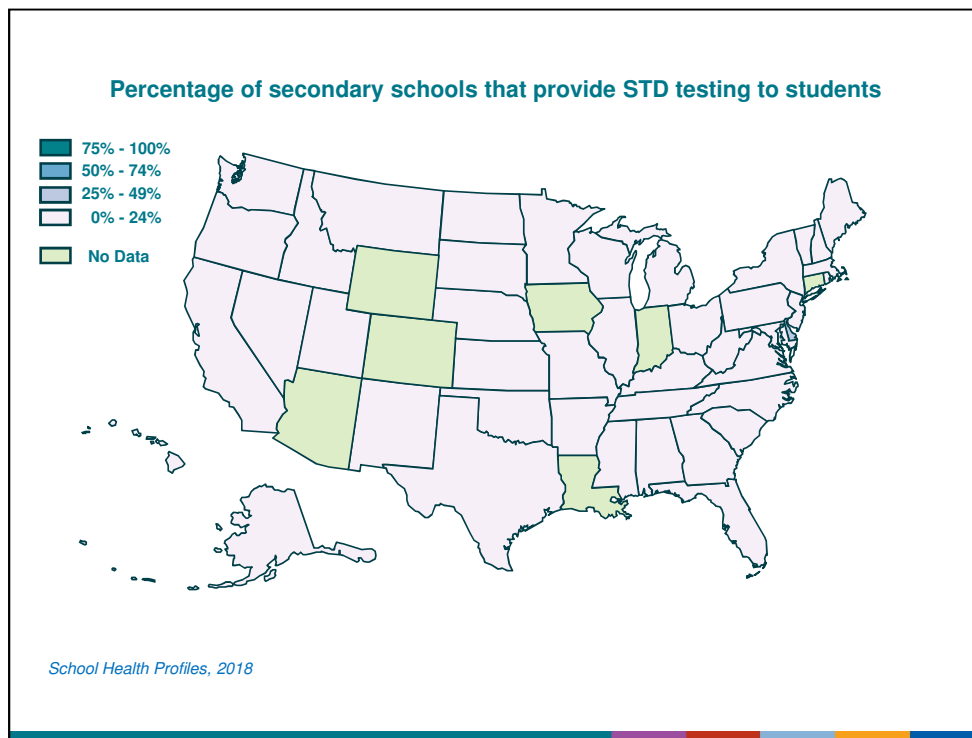 Percentage of secondary schools that provide STD testing to students
75% - 100%
50% - 74%
25% - 49%
0% - 24%
No Data
School Health Profiles, 2018